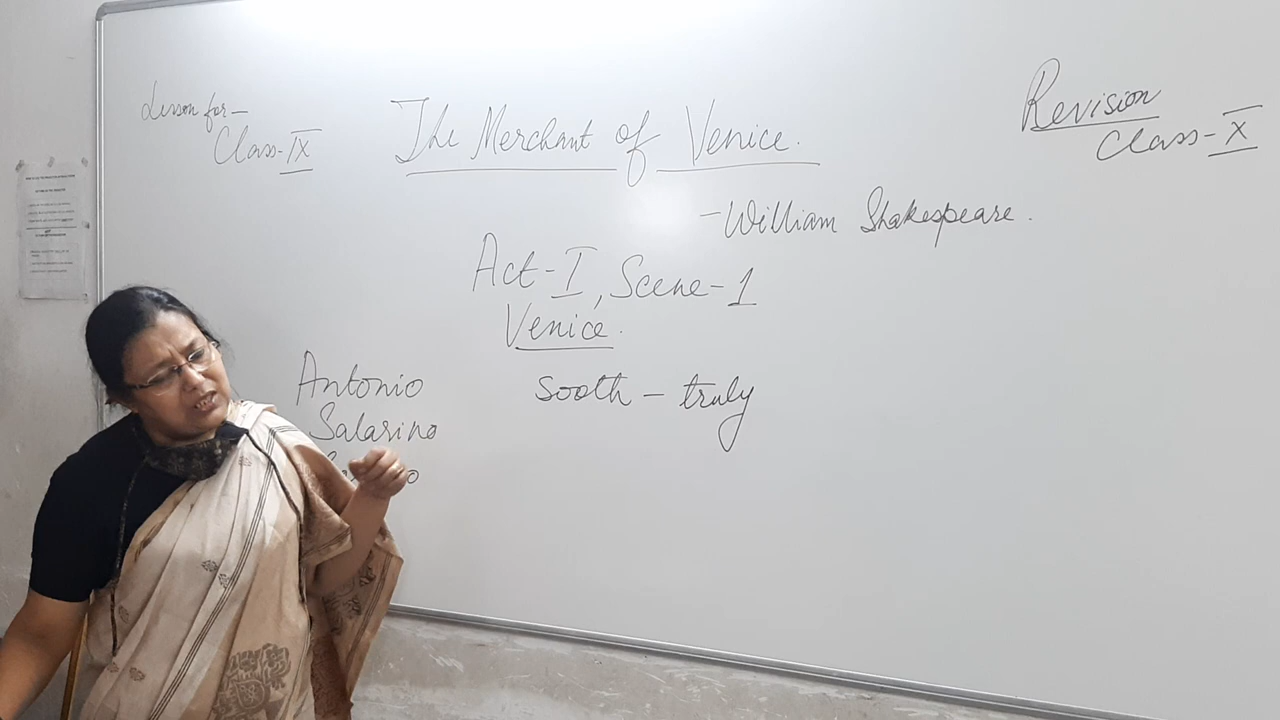 Lesson for-
Class-IX
The Merchant of Venice.
Revision
Class-X
-William Shakespeare.
Act-I, Scene-1
Venice.
Antonio
Sooth - truly
Salarino